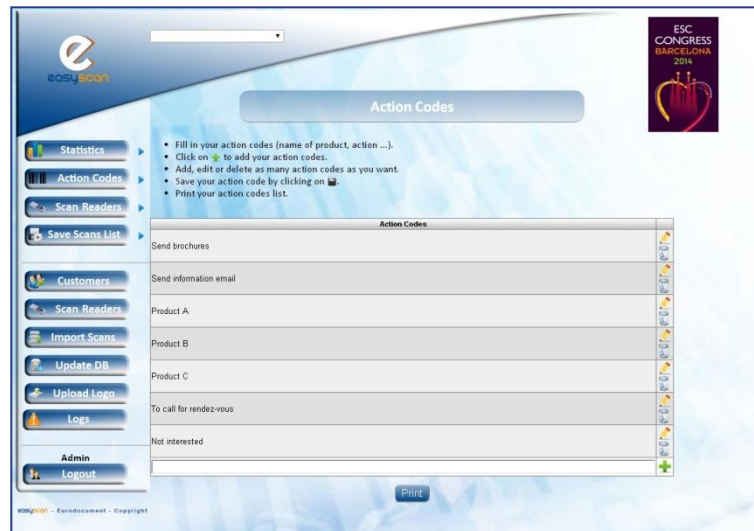 easyscan
ESC
CONGRESS
BARCELONA
2014
Action Codes
Statistics
Action Codes
Scan Readers
Save Scans List
Customers
Scan Readers
Import Scans
Update DB
Upload Logo
Logs
Admin
Logout
• Fill in your action codes (name of product, action ...).
• Click on to add your action codes.
• Add, edit or delete as many action codes as you want.
• Save your action code by clicking on .
• Print your action codes list.
Action Codes
Send brochures
Send information email
Product A
Product B
Product C
To call for rendez-vous
Not interested
Print
easyscan - Eurodocument - Copyright